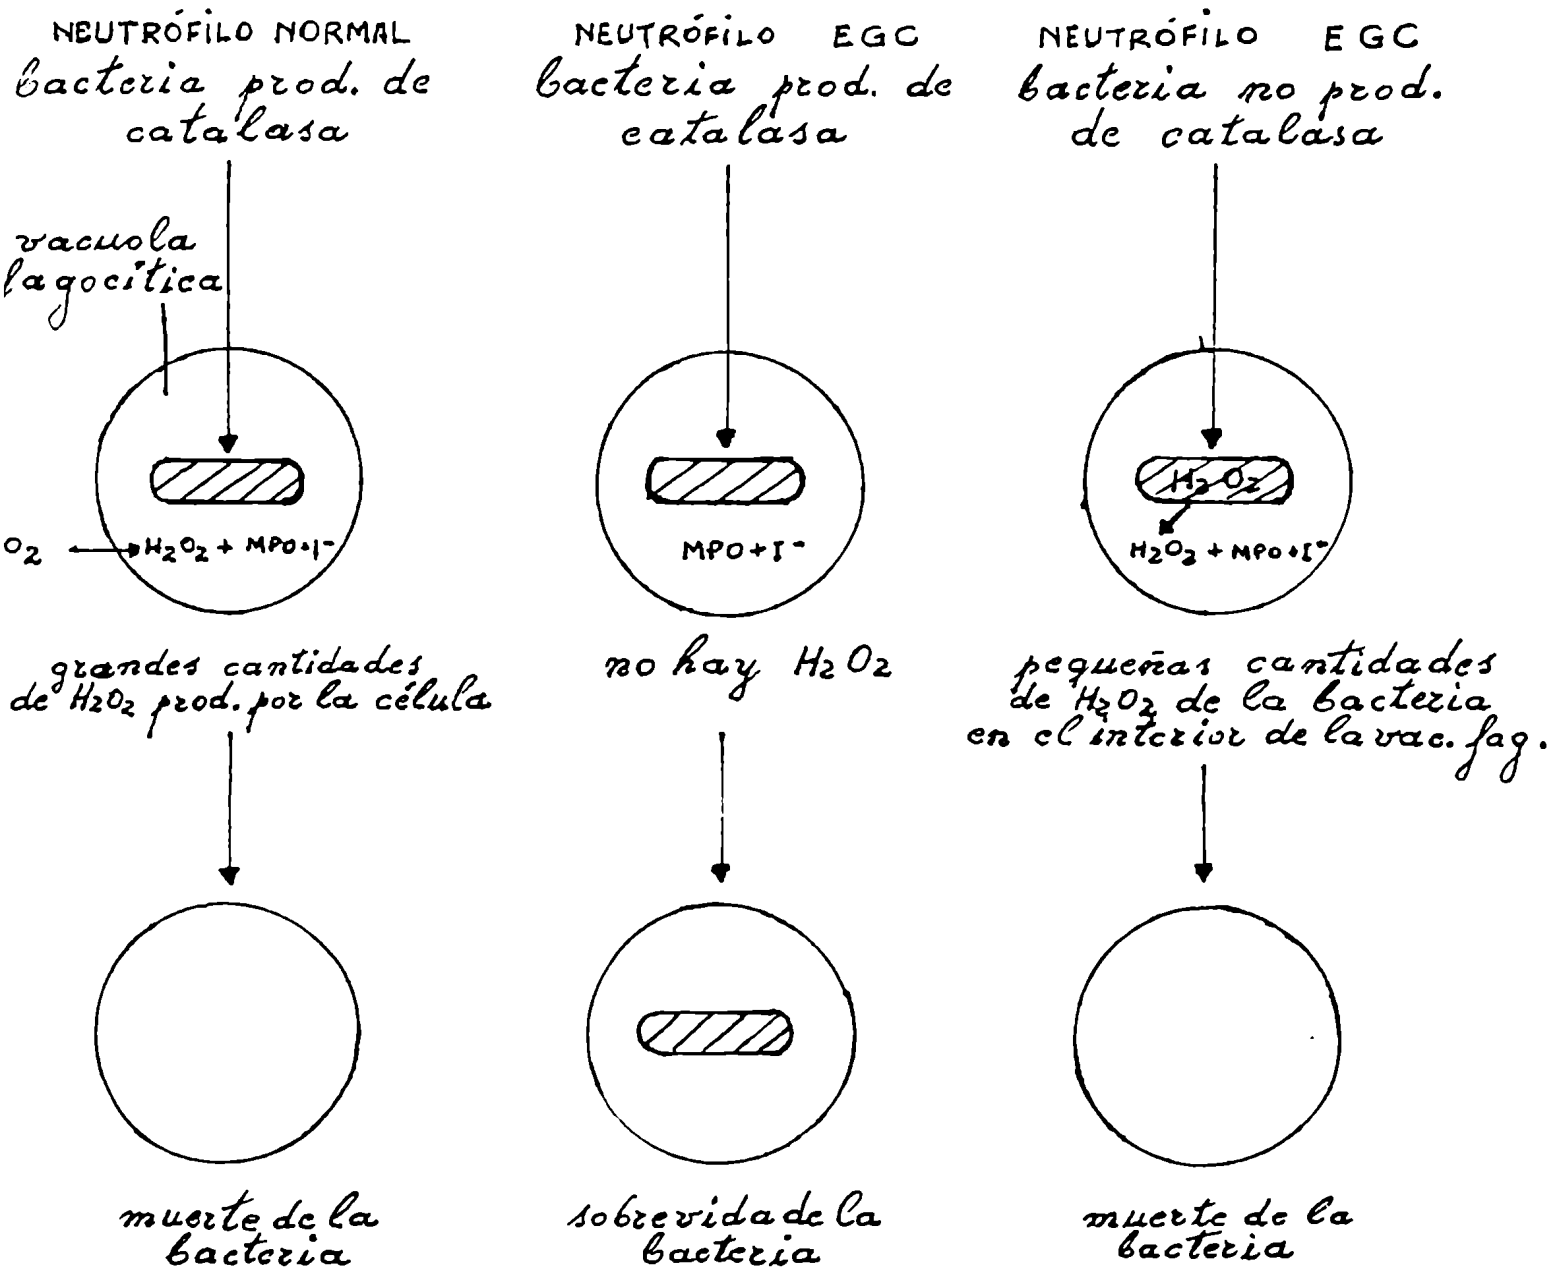 NEUTRÓFILO NORMAL
bacteria prod. de
catalasa
vacuola
fagocítica
O2 H2O2 + MPO+I-
grandes cantidades
de H2O2 prod. por la célula
muerte de la
bacteria
NEUTRÓFILO EGC
bacteria prod. de
catalasa
MPO+I-
no hay H2O2
sobrevida de la
bacteria
NEUTRÓFILO EGC
bacteria no prod.
de catalasa
H2O2
H2O2 + MPO+I-
pequeñas cantidades
de H2O2 de la bacteria
en el interior de la vac. fag.
muerte de la
bacteria